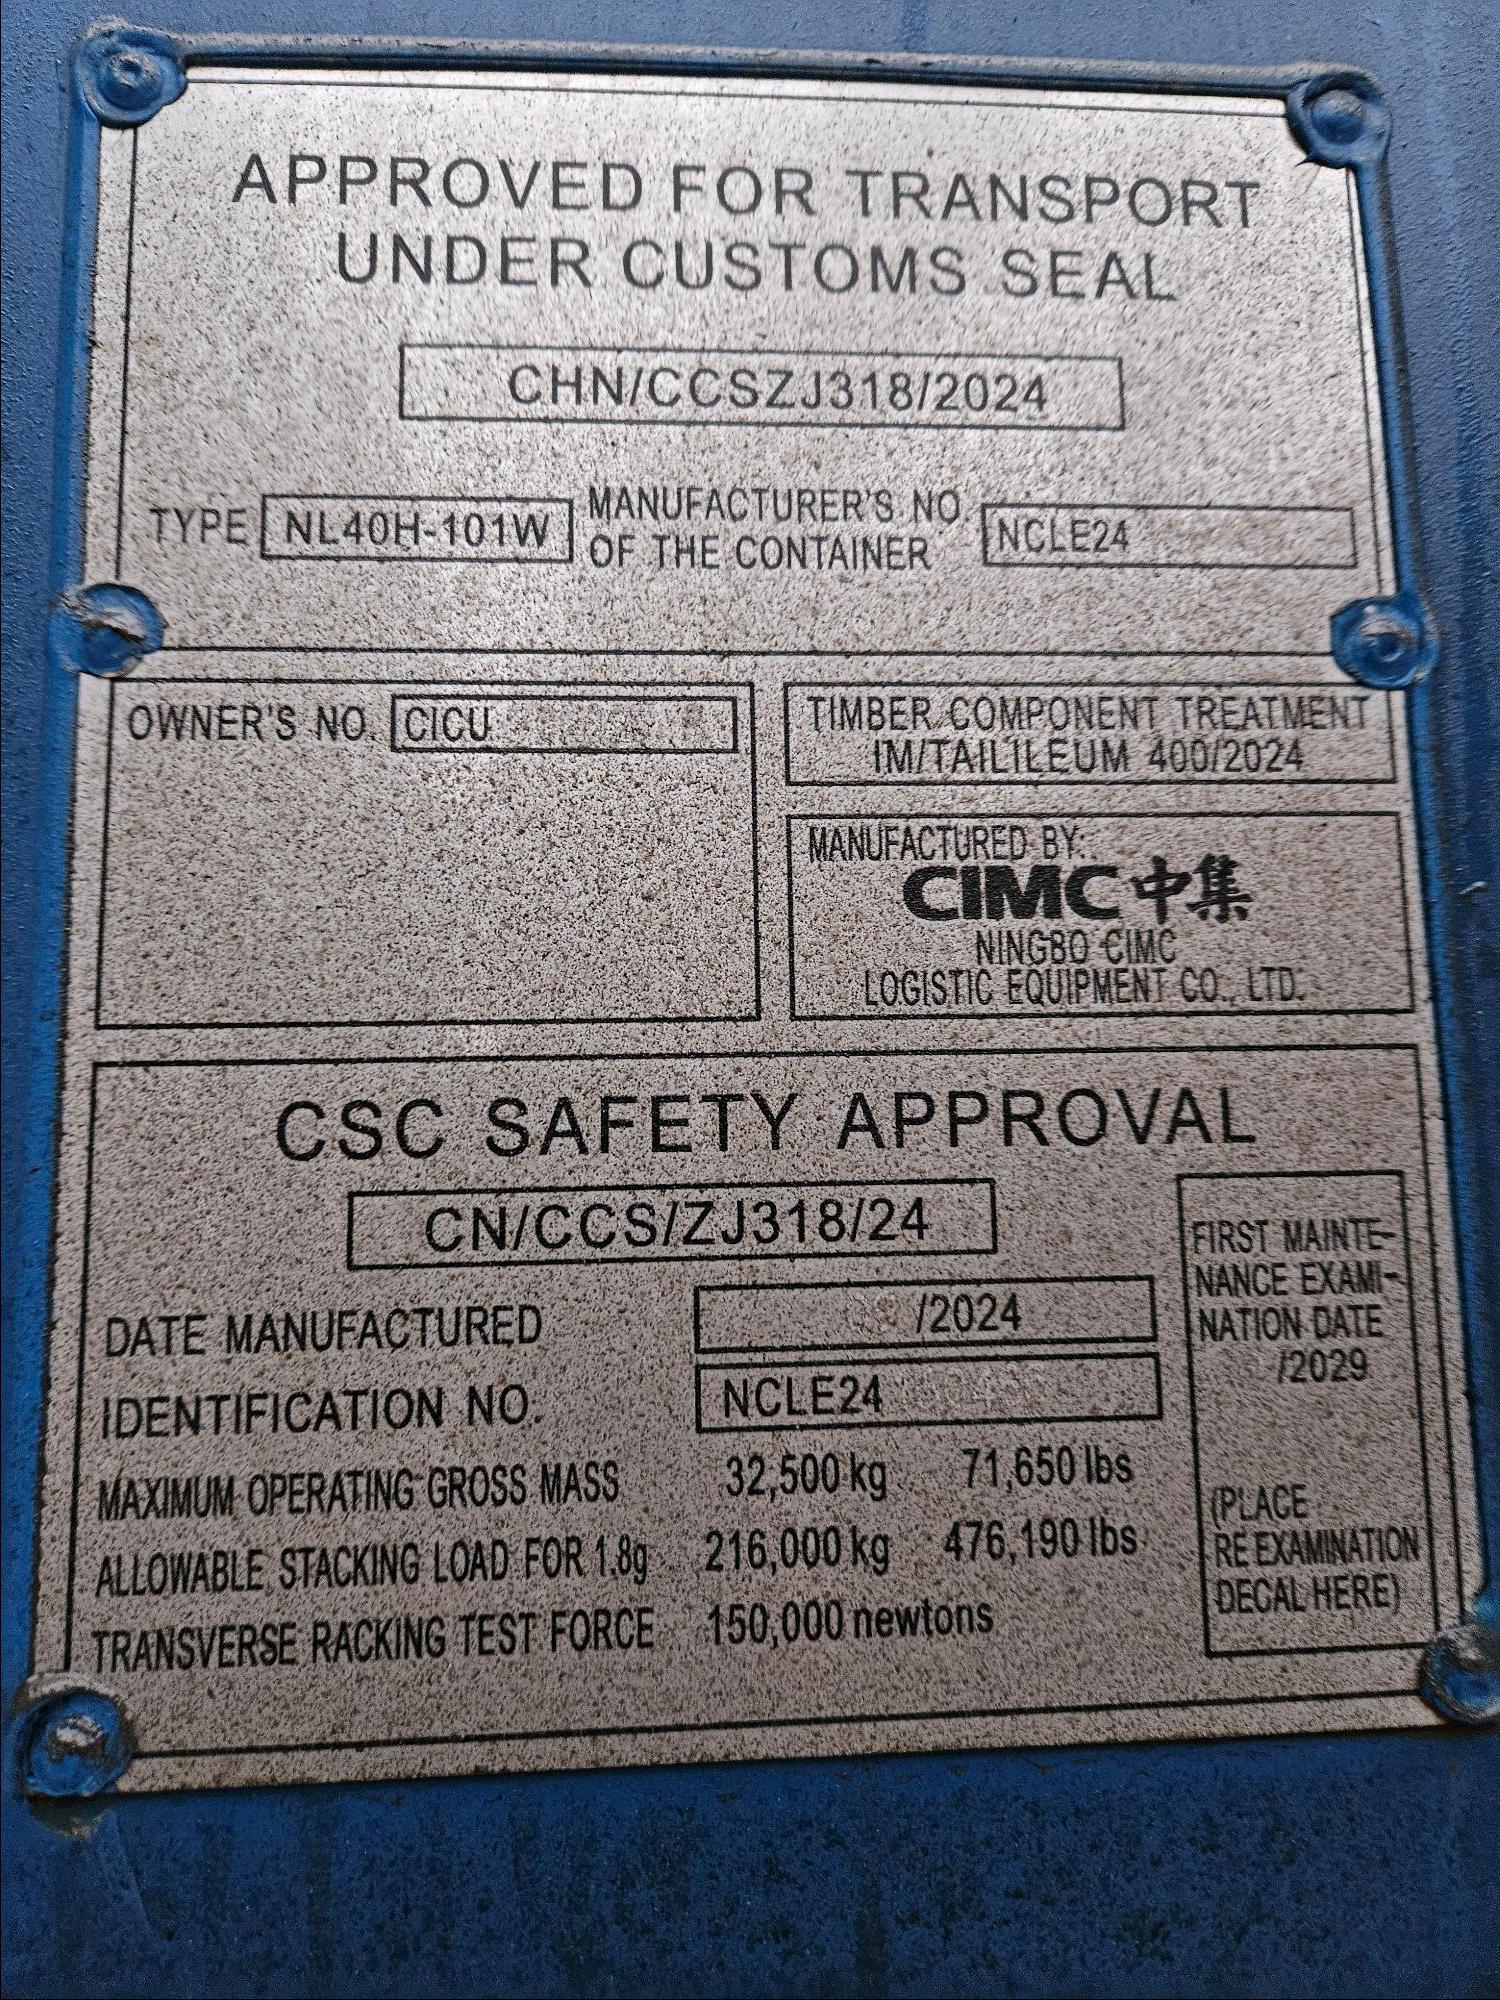 APPROVED FOR TRANSPORT
UNDER CUSTOMS SEAL
CHN/CCSZJ318/2024
TYPE NL40H-101W MANUFACTURER'S NO. OF THE CONTAINER NCLE24
OWNER'S NO. CICU
TIMBER COMPONENT TREATMENT
IM/TAILILEUM 400/2024
MANUFACTURED BY:
CIMC中集
NINGBO CIMC
LOGISTIC EQUIPMENT CO., LTD.
CSC SAFETY APPROVAL
CN/CCS/ZJ318/24
DATE MANUFACTURED /2024
IDENTIFICATION NO. NCLE24
MAXIMUM OPERATING GROSS MASS 32,500 kg 71,650 lbs
ALLOWABLE STACKING LOAD FOR 1.8g 216,000 kg 476,190 lbs
TRANSVERSE RACKING TEST FORCE 150,000 newtons
FIRST MAINTE-
NANCE EXAMI-
NATION DATE
/2029
(PLACE
RE EXAMINATION
DECAL HERE)